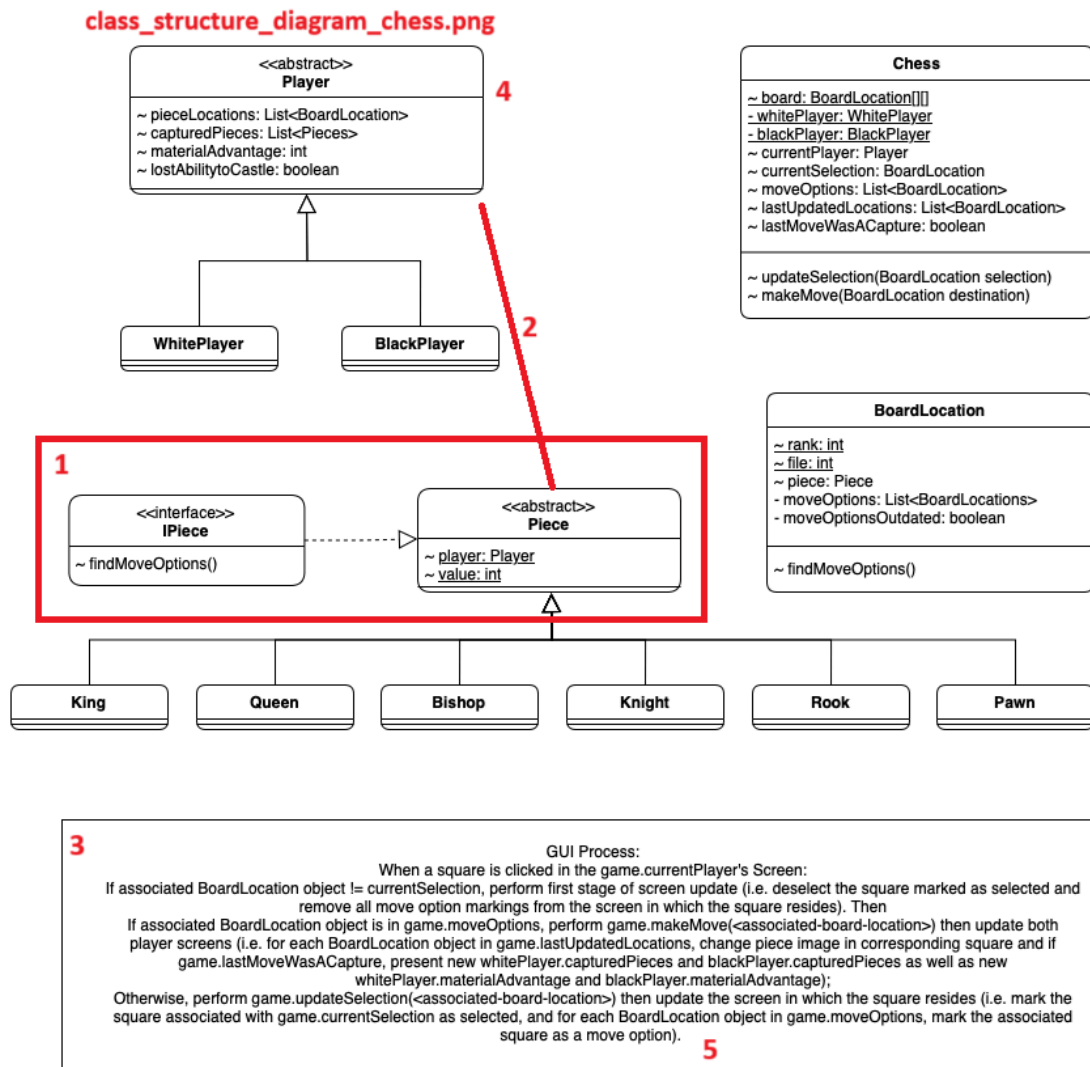 class_structure_diagram_chess.png
<<abstract>>
Player
4
~ pieceLocations: List<BoardLocation>
~ capturedPieces: List<Pieces>
~ materialAdvantage: int
~ lostAbilitytoCastle: boolean
Chess
~ board: BoardLocation[][]
- whitePlayer: WhitePlayer
- blackPlayer: BlackPlayer
~ currentPlayer: Player
~ currentSelection: BoardLocation
~ moveOptions: List<BoardLocation>
~ lastUpdatedLocations: List<BoardLocation>
~ lastMoveWasACapture: boolean
~ updateSelection(BoardLocation selection)
~ makeMove(BoardLocation destination)
2
WhitePlayer
BlackPlayer
BoardLocation
~ rank: int
~ file: int
~ piece: Piece
- moveOptions: List<BoardLocations>
- moveOptionsOutdated: boolean
~ findMoveOptions()
1
<<interface>>
IPiece
~ findMoveOptions()
<<abstract>>
Piece
~ player: Player
~ value: int
King
Queen
Bishop
Knight
Rook
Pawn
3
GUI Process:
When a square is clicked in the game.currentPlayer's Screen:
If associated BoardLocation object != currentSelection, perform first stage of screen update (i.e. deselect the square marked as selected and
remove all move option markings from the screen in which the square resides). Then
If associated BoardLocation object is in game.moveOptions, perform game.makeMove(<associated-board-location>) then update both
player screens (i.e. for each BoardLocation object in game.lastUpdatedLocations, change piece image in corresponding square and if
game.lastMoveWasACapture, present new whitePlayer.capturedPieces and blackPlayer.capturedPieces as well as new
whitePlayer.materialAdvantage and blackPlayer.materialAdvantage);
Otherwise, perform game.updateSelection(<associated-board-location>) then update the screen in which the square resides (i.e. mark the
square associated with game.currentSelection as selected, and for each BoardLocation object in game.moveOptions, mark the associated
square as a move option).
5